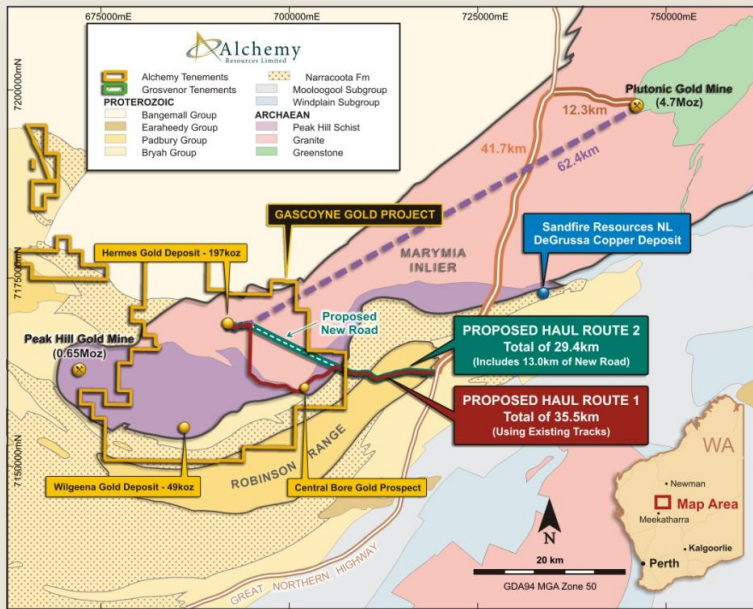 675000mE
700000mE
725000mE
750000mE
7200000mN
7175000mN
7150000mN
Alchemy
Resources Limited
Alchemy Tenements
Grosvenor Tenements
PROTEROZOIC
Bangemall Group
Earaheedy Group
Padbury Group
Bryah Group
Narracoota Fm
Mooloogool Subgroup
Windplain Subgroup
ARCHAEAN
Peak Hill Schist
Granite
Greenstone
Plutonic Gold Mine
(4.7Moz)
12.3km
41.7km
62.4km
GASCOYNE GOLD PROJECT
Sandfire Resources NL
DeGrussa Copper Deposit
Hermes Gold Deposit - 197koz
MARYMIA
INLIER
Proposed
New Road
Peak Hill Gold Mine
(0.65Moz)
PROPOSED HAUL ROUTE 2
Total of 29.4km
(Includes 13.0km of New Road)
PROPOSED HAUL ROUTE 1
Total of 35.5km
(Using Existing Tracks)
ROBINSON RANGE
Wilgeena Gold Deposit - 49koz
Central Bore Gold Prospect
GREAT NORTHERN HIGHWAY
N
20 km
GDA94 MGA Zone 50
WA
Newman
Map Area
Meekatharra
Kalgoorlie
Perth